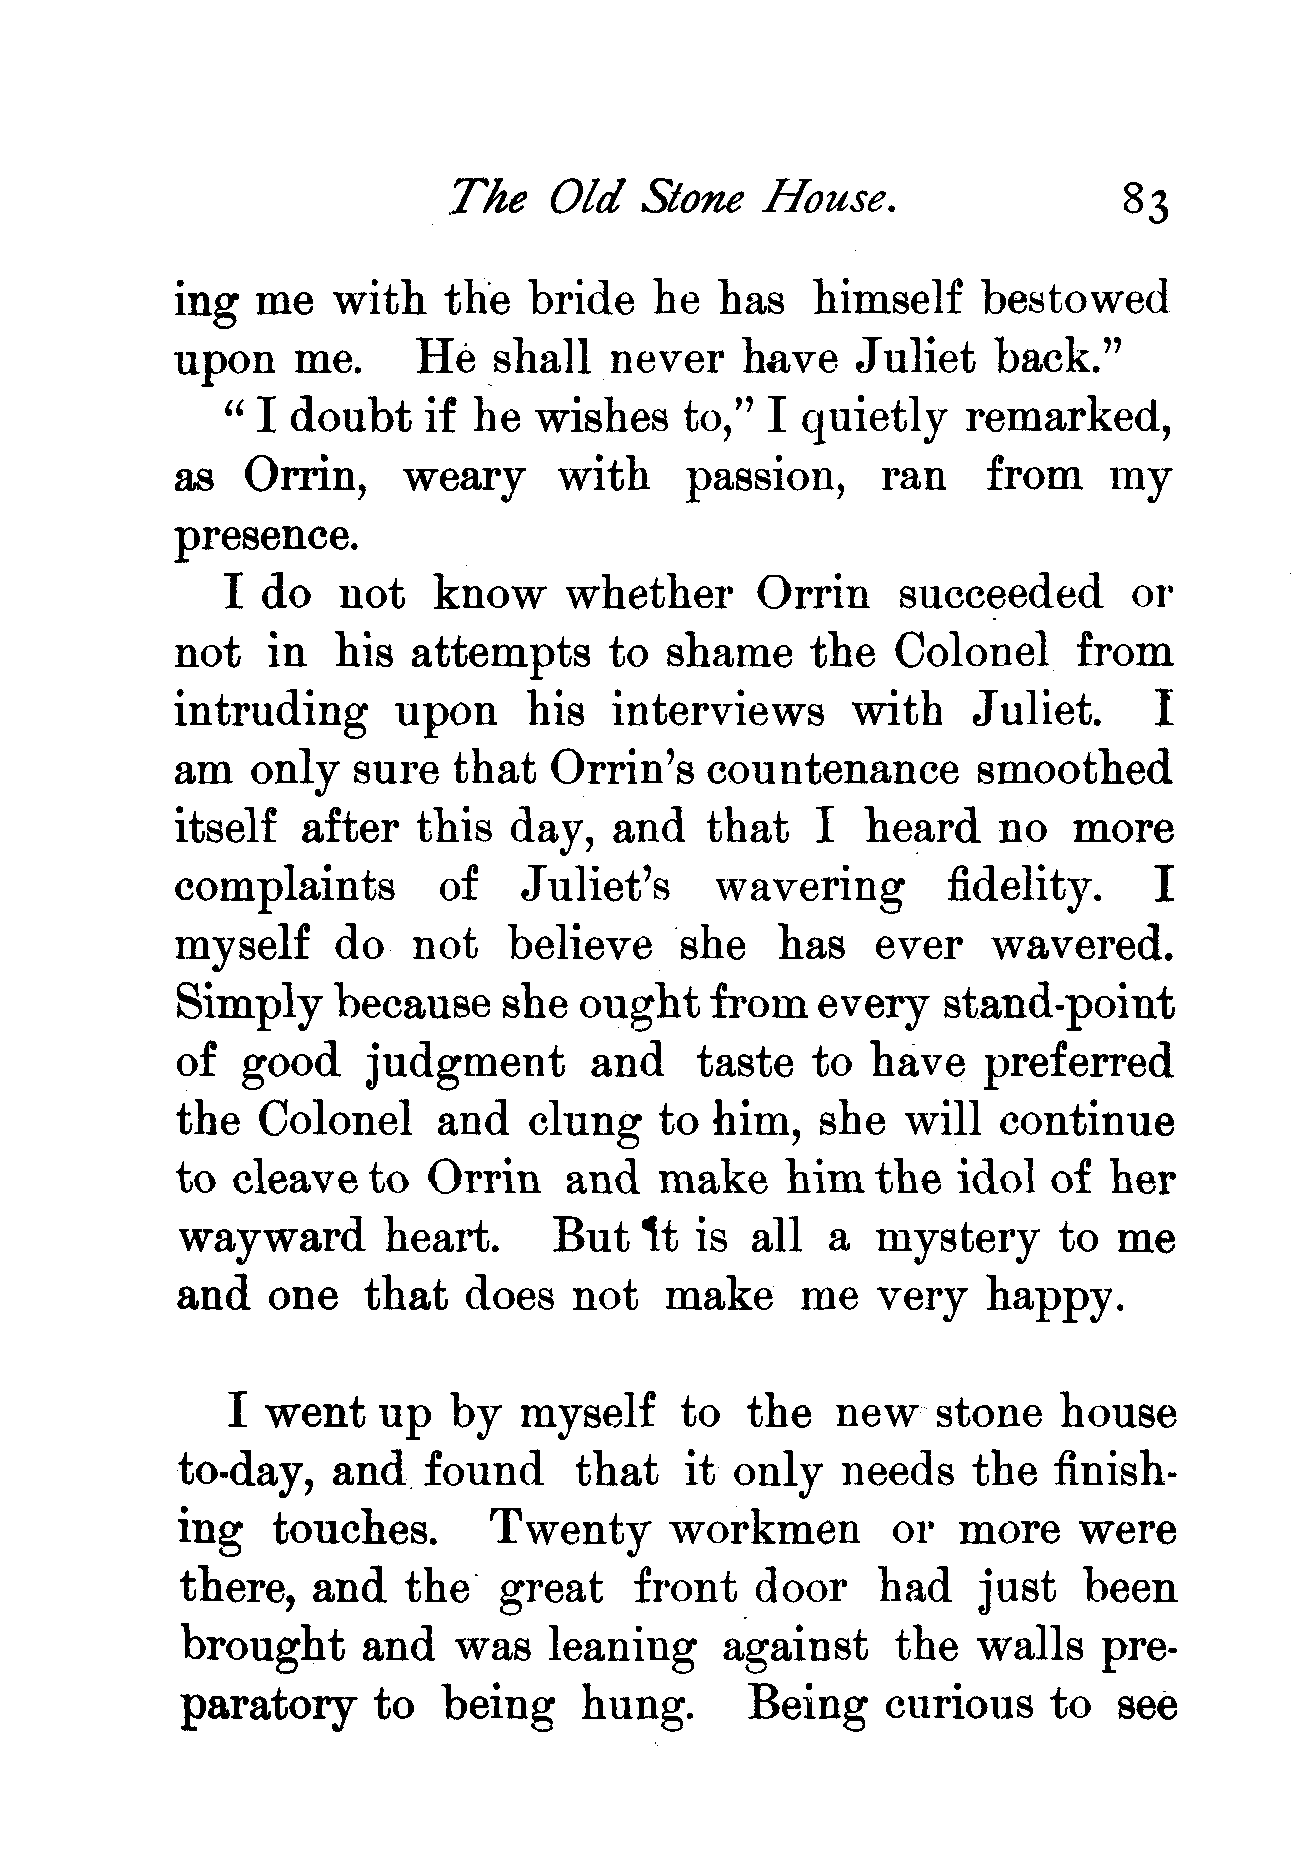 The Old Stone House. 83
ing me with the bride he has himself bestowed
upon me. He shall never have Juliet back.”
“ I doubt if he wishes to,” I quietly remarked,
as Orrin, weary with passion, ran from my
presence.
I do not know whether Orrin succeeded or
not in his attempts to shame the Colonel from
intruding upon his interviews with Juliet. I
am only sure that Orrin’s countenance smoothed
itself after this day, and that I heard no more
complaints of Juliet’s wavering fidelity. I
myself do not believe she has ever wavered.
Simply because she ought from every stand-point
of good judgment and taste to have preferred
the Colonel and clung to him, she will continue
to cleave to Orrin and make him the idol of her
wayward heart. But it is all a mystery to me
and one that does not make me very happy.
I went up by myself to the new stone house
to-day, and found that it only needs the finish-
ing touches. Twenty workmen or more were
there, and the great front door had just been
brought and was leaning against the walls pre-
paratory to being hung. Being curious to see